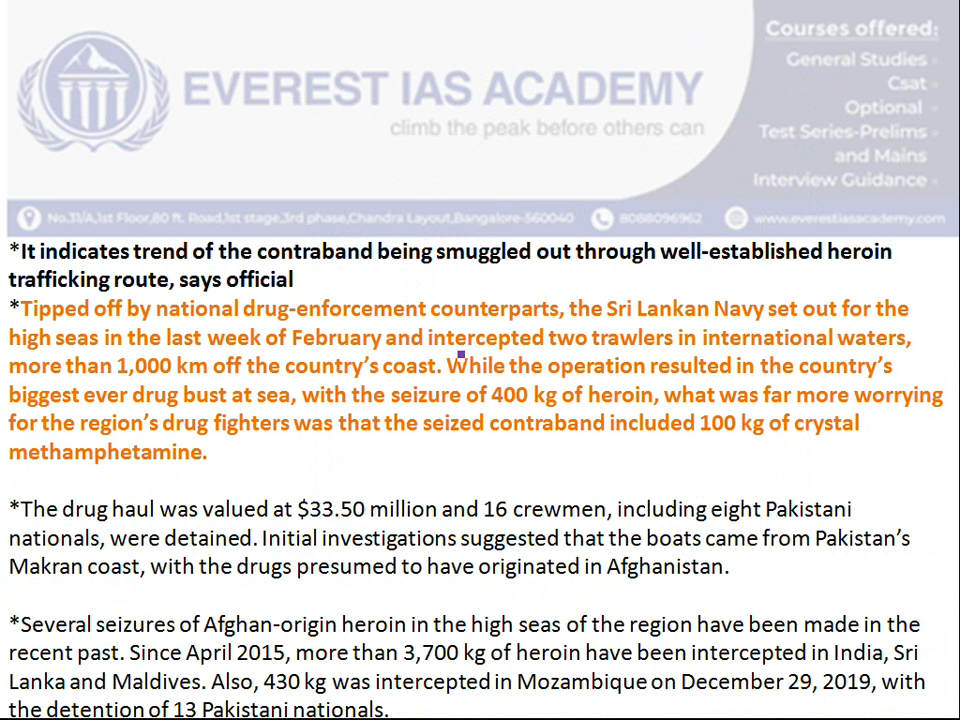 EVEREST IAS ACADEMY
climb the peak before others can
Courses offered:
General Studies
Csat
Optional
Test Series-Prelims
and Mains
Interview Guidance
No.31/A,1st Floor,80 ft. Road,1st stage,3rd phase,Chandra Layout,Bangalore-560040 8088096962 www.everestiasacademy.com
*It indicates trend of the contraband being smuggled out through well-established heroin
trafficking route, says official
*Tipped off by national drug-enforcement counterparts, the Sri Lankan Navy set out for the
high seas in the last week of February and intercepted two trawlers in international waters,
more than 1,000 km off the country’s coast. While the operation resulted in the country’s
biggest ever drug bust at sea, with the seizure of 400 kg of heroin, what was far more worrying
for the region’s drug fighters was that the seized contraband included 100 kg of crystal
methamphetamine.
*The drug haul was valued at $33.50 million and 16 crewmen, including eight Pakistani
nationals, were detained. Initial investigations suggested that the boats came from Pakistan’s
Makran coast, with the drugs presumed to have originated in Afghanistan.
*Several seizures of Afghan-origin heroin in the high seas of the region have been made in the
recent past. Since April 2015, more than 3,700 kg of heroin have been intercepted in India, Sri
Lanka and Maldives. Also, 430 kg was intercepted in Mozambique on December 29, 2019, with
the detention of 13 Pakistani nationals.